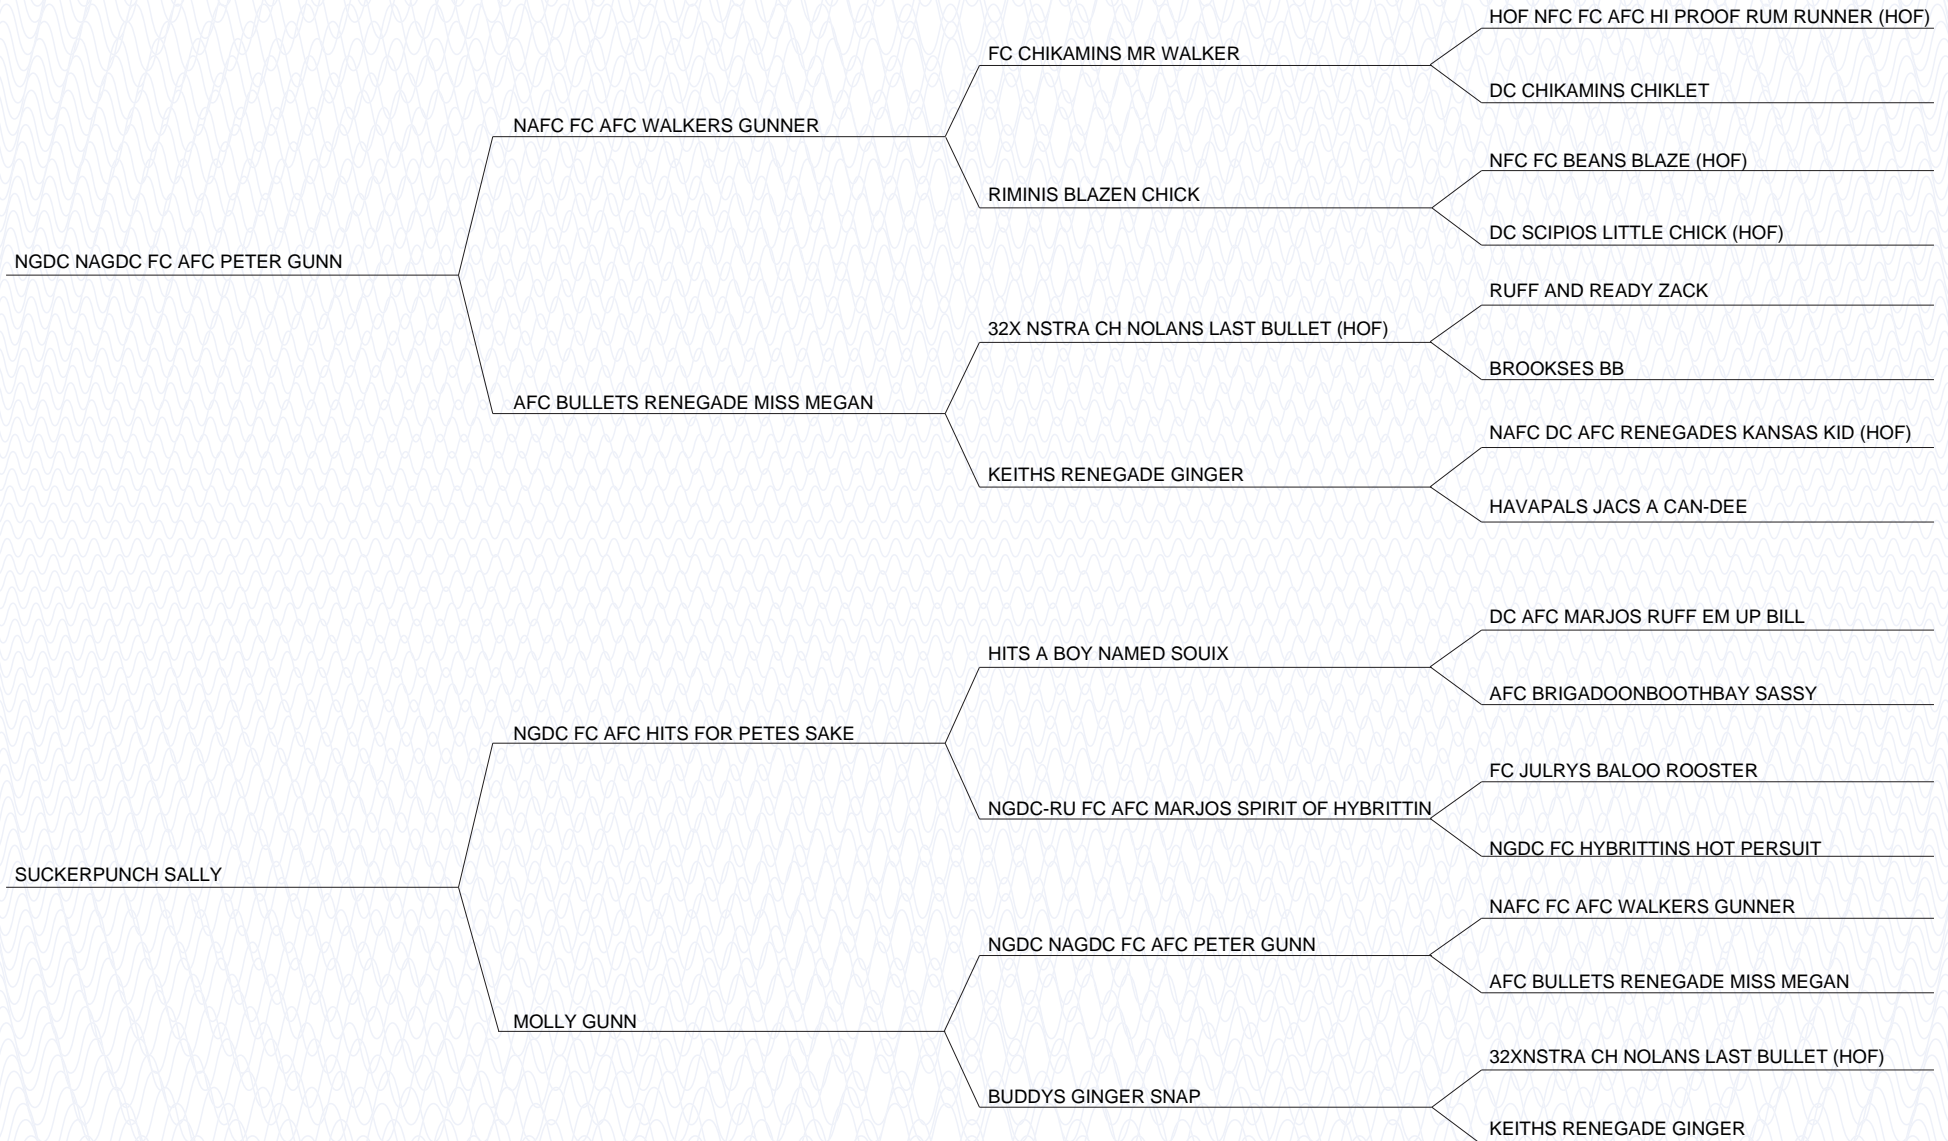 HOF NFC FC AFC HI PROOF RUM RUNNER (HOF)
FC CHIKAMINS MR WALKER
DC CHIKAMINS CHIKLET
NAFC FC AFC WALKERS GUNNER
NFC FC BEANS BLAZE (HOF)
RIMINIS BLAZEN CHICK
DC SCIPIOS LITTLE CHICK (HOF)
NGDC NAGDC FC AFC PETER GUNN
RUFF AND READY ZACK
32X NSTRA CH NOLANS LAST BULLET (HOF)
BROOKSES BB
AFC BULLETS RENEGADE MISS MEGAN
NAFC DC AFC RENEGADES KANSAS KID (HOF)
KEITHS RENEGADE GINGER
HAVAPALS JACS A CAN-DEE
DC AFC MARJOS RUFF EM UP BILL
HITS A BOY NAMED SOUIX
AFC BRIGADOONBOOTHBAY SASSY
NGDC FC AFC HITS FOR PETES SAKE
FC JULRYS BALOO ROOSTER
NGDC-RU FC AFC MARJOS SPIRIT OF HYBRITTIN
NGDC FC HYBRITTINS HOT PERSUIT
SUCKERPUNCH SALLY
NAFC FC AFC WALKERS GUNNER
NGDC NAGDC FC AFC PETER GUNN
AFC BULLETS RENEGADE MISS MEGAN
MOLLY GUNN
32XNSTRA CH NOLANS LAST BULLET (HOF)
BUDDYS GINGER SNAP
KEITHS RENEGADE GINGER